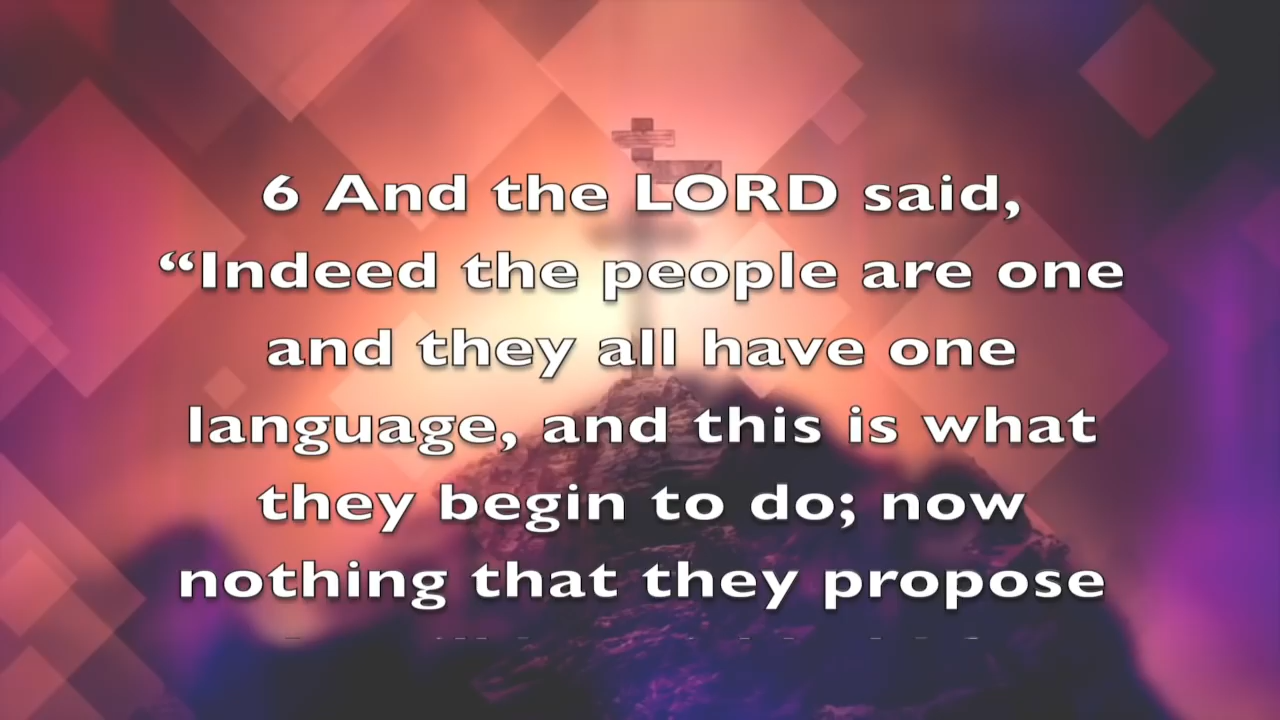 6 And the LORD said,
“Indeed the people are one
and they all have one
language, and this is what
they begin to do; now
nothing that they propose